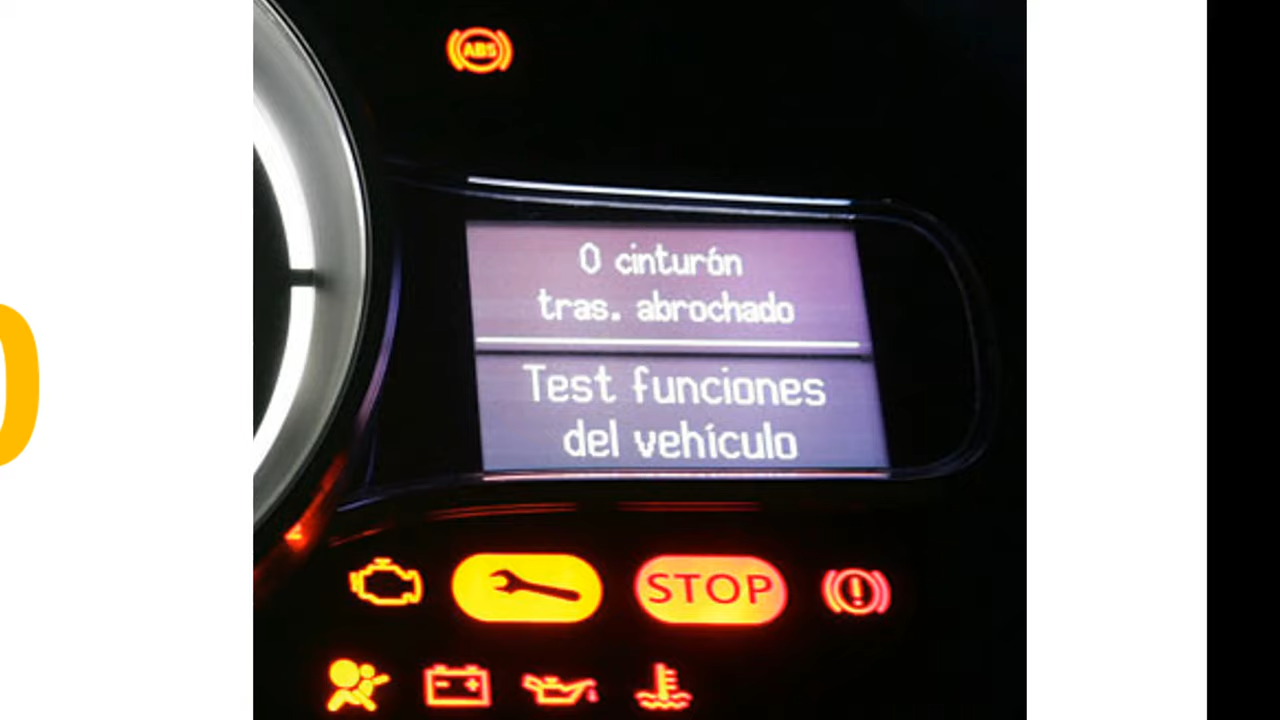 ABS
0 cinturón
tras. abrochado
Test funciones
del vehículo
STOP